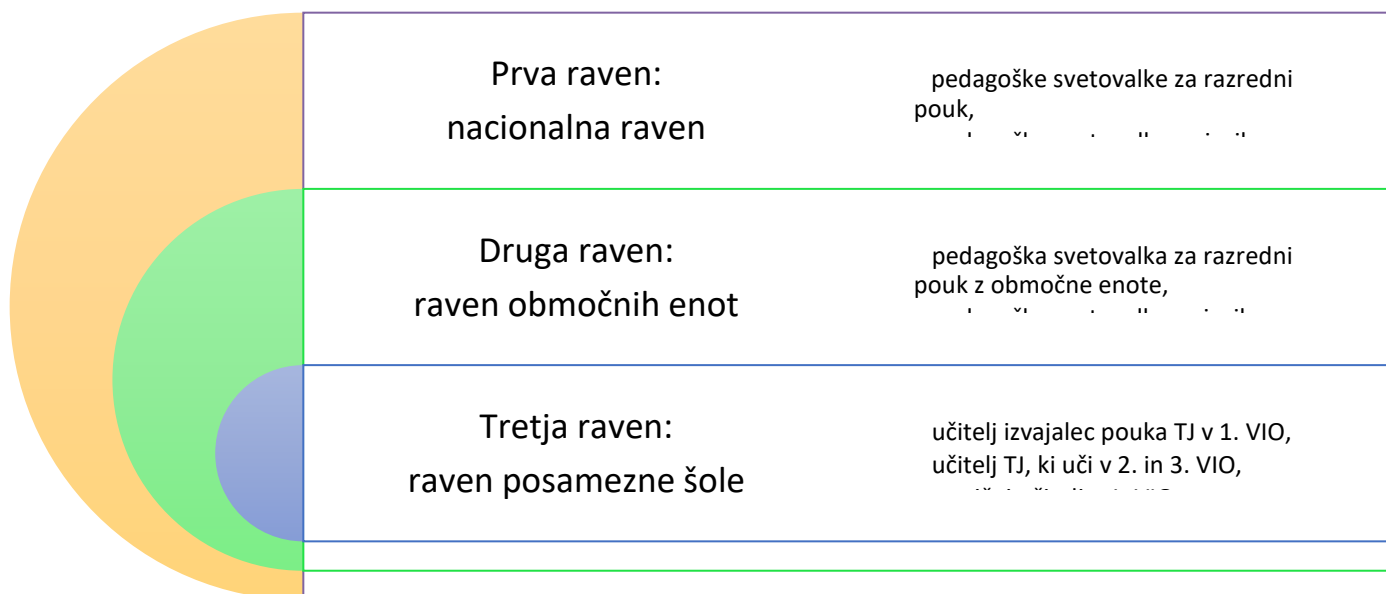 Prva raven:
nacionalna raven
pedagoške svetovalke za razredni
pouk,
Druga raven:
raven območnih enot
pedagoška svetovalka za razredni
pouk z območne enote,
Tretja raven:
raven posamezne šole
učitelj izvajalec pouka TJ v 1. VIO,
učitelj TJ, ki uči v 2. in 3. VIO,